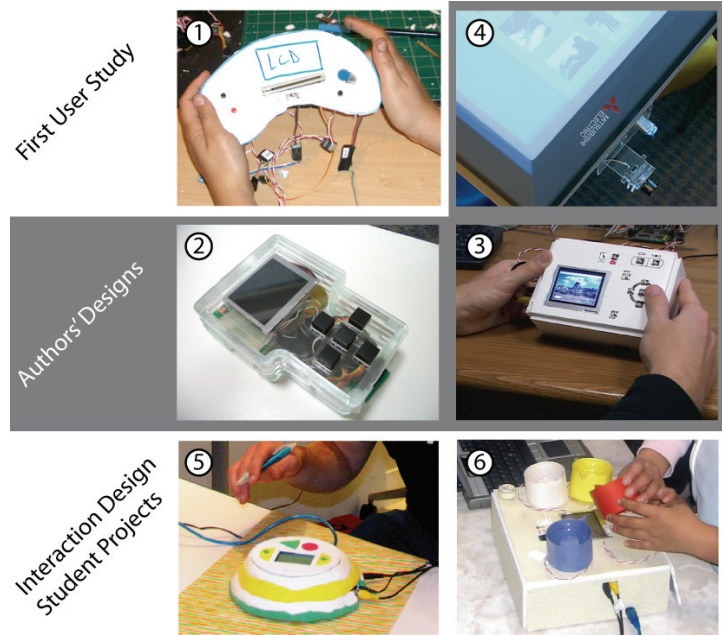 First User Study
1
LCD
4
MITSUBISHI
ELECTRIC
Authors' Designs
2
3
Interaction Design
Student Projects
5
6